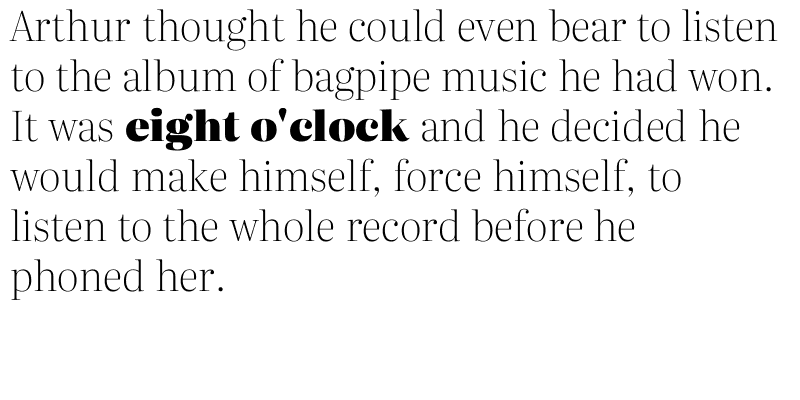 Arthur thought he could even bear to listen
to the album of bagpipe music he had won.
It was eight o'clock and he decided he
would make himself, force himself, to
listen to the whole record before he
phoned her.